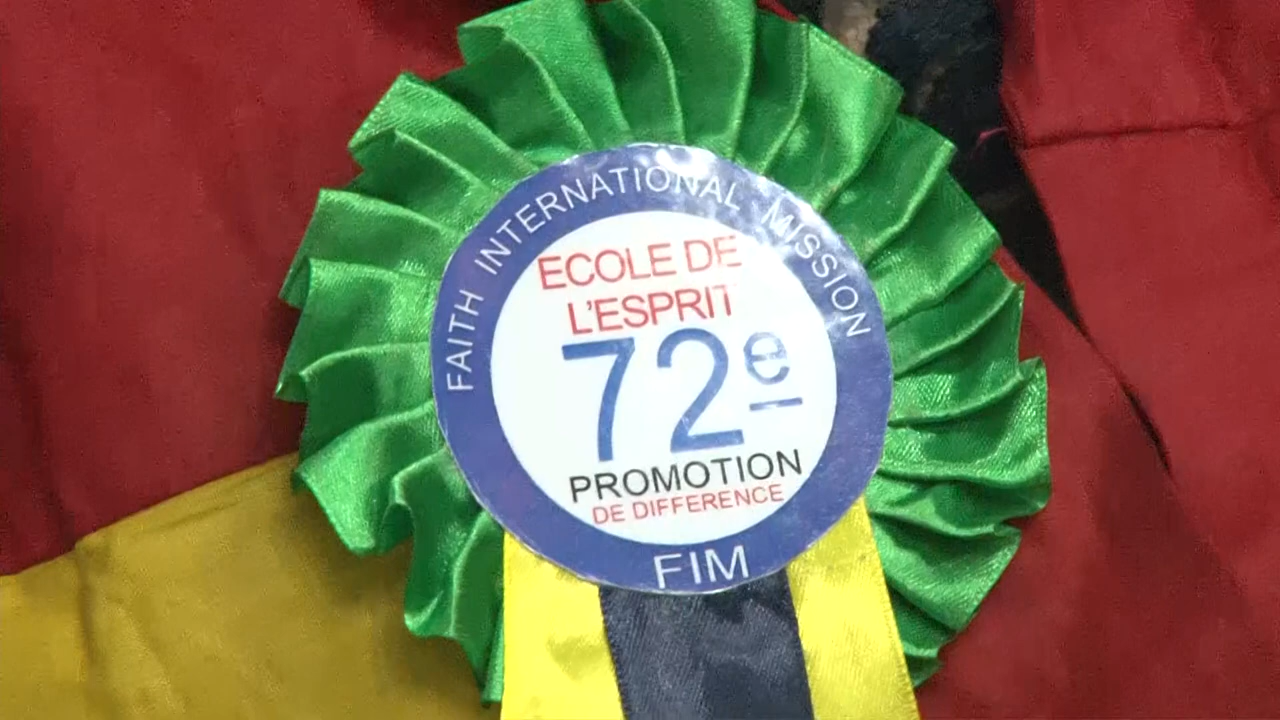 FAITH INTERNATIONAL MISSION
ECOLE DE
L'ESPRIT
72e
PROMOTION
DE DIFFERENCE
FIM